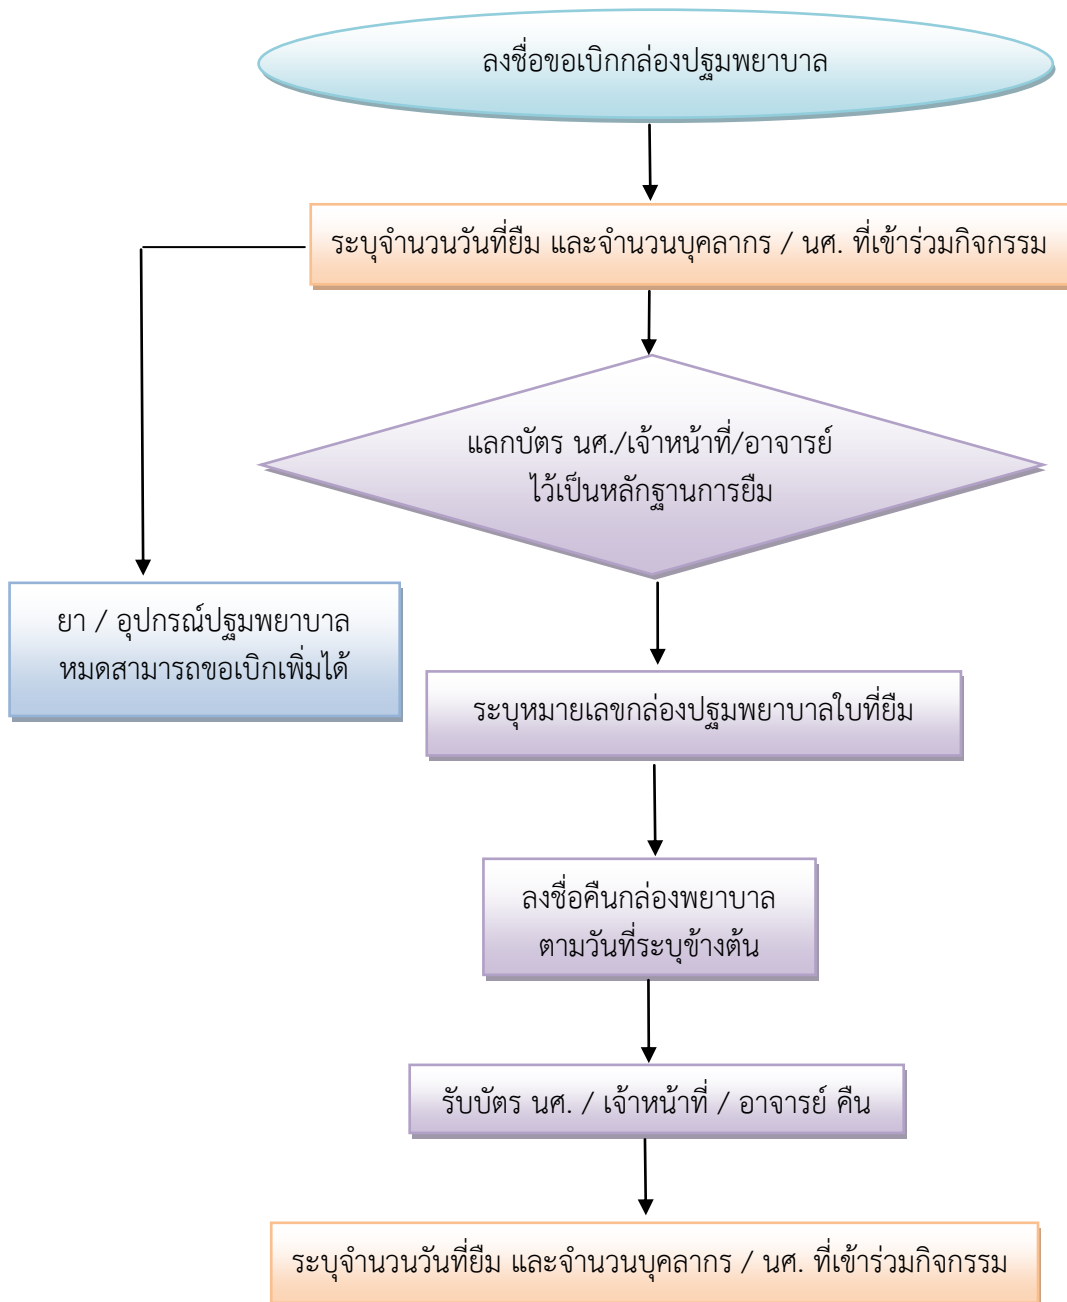 ลงชื่อขอเบิกกล่องปฐมพยาบาล
ระบุจำนวนวันที่ยืม และจำนวนบุคลากร / นศ. ที่เข้าร่วมกิจกรรม
แลกบัตร นศ./เจ้าหน้าที่/อาจารย์
ไว้เป็นหลักฐานการยืม
ยา / อุปกรณ์ปฐมพยาบาล
หมดสามารถขอเบิกเพิ่มได้
ระบุหมายเลขกล่องปฐมพยาบาลใบที่ยืม
ลงชื่อคืนกล่องพยาบาล
ตามวันที่ระบุข้างต้น
รับบัตร นศ. / เจ้าหน้าที่ / อาจารย์ คืน
ระบุจำนวนวันที่ยืม และจำนวนบุคลากร / นศ. ที่เข้าร่วมกิจกรรม